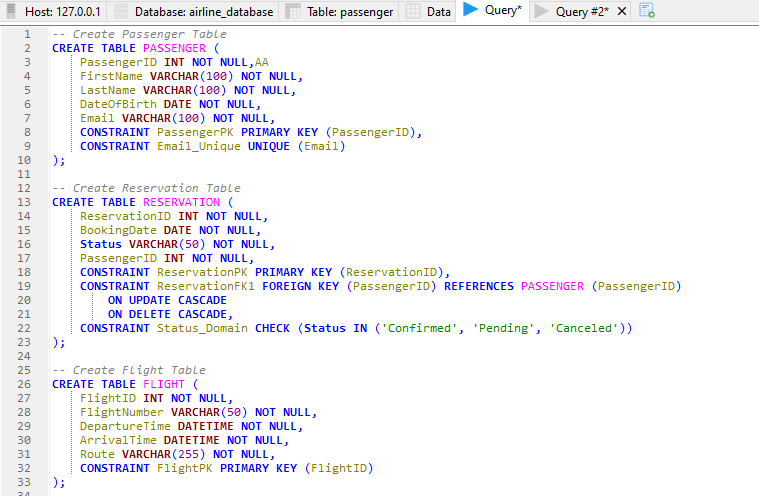 Host: 127.0.0.1 Database: airline_database Table: passenger Data Query* Query #2*
1 -- Create Passenger Table
2 CREATE TABLE PASSENGER (
3 PassengerID INT NOT NULL,AA
4 FirstName VARCHAR(100) NOT NULL,
5 LastName VARCHAR(100) NOT NULL,
6 DateOfBirth DATE NOT NULL,
7 Email VARCHAR(100) NOT NULL,
8 CONSTRAINT PassengerPK PRIMARY KEY (PassengerID),
9 CONSTRAINT Email_Unique UNIQUE (Email)
10 );
11
12 -- Create Reservation Table
13 CREATE TABLE RESERVATION (
14 ReservationID INT NOT NULL,
15 BookingDate DATE NOT NULL,
16 Status VARCHAR(50) NOT NULL,
17 PassengerID INT NOT NULL,
18 CONSTRAINT ReservationPK PRIMARY KEY (ReservationID),
19 CONSTRAINT ReservationFK1 FOREIGN KEY (PassengerID) REFERENCES PASSENGER (PassengerID)
20 ON UPDATE CASCADE
21 ON DELETE CASCADE,
22 CONSTRAINT Status_Domain CHECK (Status IN ('Confirmed', 'Pending', 'Canceled'))
23 );
24
25 -- Create Flight Table
26 CREATE TABLE FLIGHT (
27 FlightID INT NOT NULL,
28 FlightNumber VARCHAR(50) NOT NULL,
29 DepartureTime DATETIME NOT NULL,
30 ArrivalTime DATETIME NOT NULL,
31 Route VARCHAR(255) NOT NULL,
32 CONSTRAINT FlightPK PRIMARY KEY (FlightID)
33 );